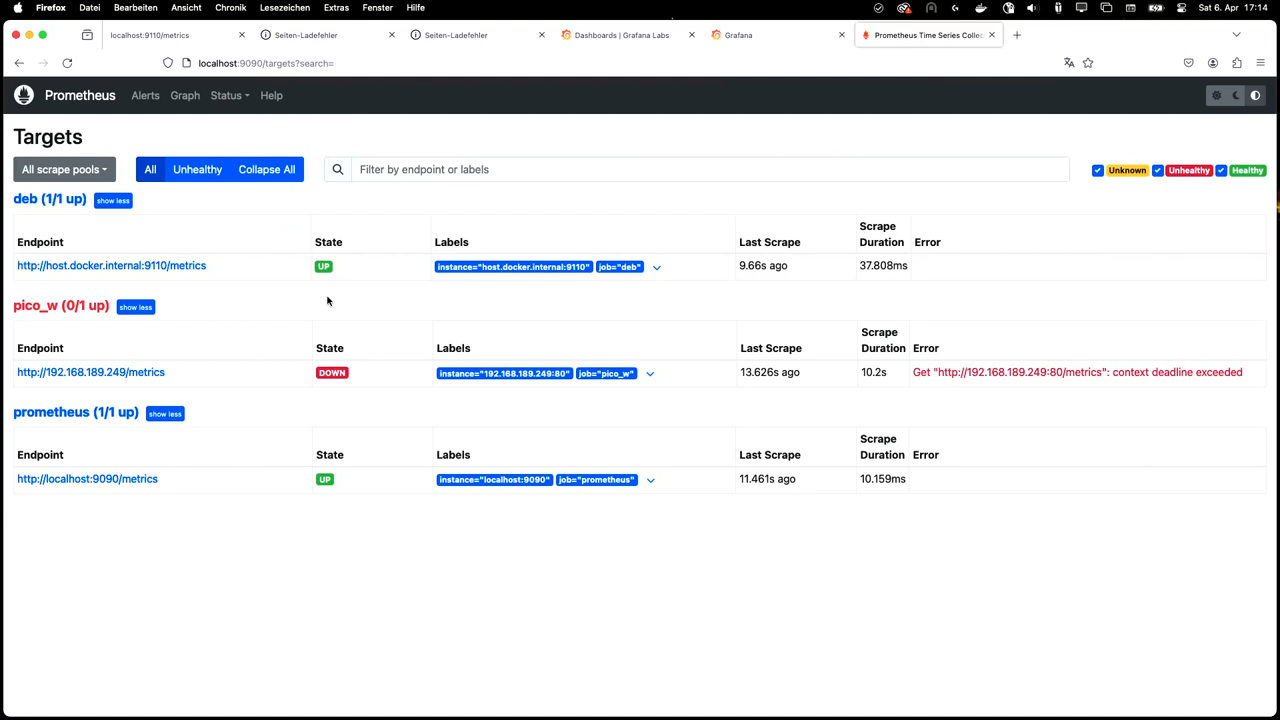 Firefox Datei Bearbeiten Ansicht Chronik Lesezeichen Extras Fenster Hilfe Sat 6. Apr 17:14
localhost:9110/metrics Seiten-Ladefehler Seiten-Ladefehler Dashboards | Grafana Labs Grafana Prometheus Time Series Collec
localhost:9090/targets?search=
Prometheus Alerts Graph Status Help
Targets
All scrape pools All Unhealthy Collapse All Filter by endpoint or labels Unknown Unhealthy Healthy
deb (1/1 up) show less
Endpoint State Labels Last Scrape Scrape Duration Error
http://host.docker.internal:9110/metrics UP instance="host.docker.internal:9110" job="deb" 9.66s ago 37.808ms
pico_w (0/1 up) show less
Endpoint State Labels Last Scrape Scrape Duration Error
http://192.168.189.249/metrics DOWN instance="192.168.189.249:80" job="pico_w" 13.626s ago 10.2s Get "http://192.168.189.249:80/metrics": context deadline exceeded
prometheus (1/1 up) show less
Endpoint State Labels Last Scrape Scrape Duration Error
http://localhost:9090/metrics UP instance="localhost:9090" job="prometheus" 11.461s ago 10.159ms